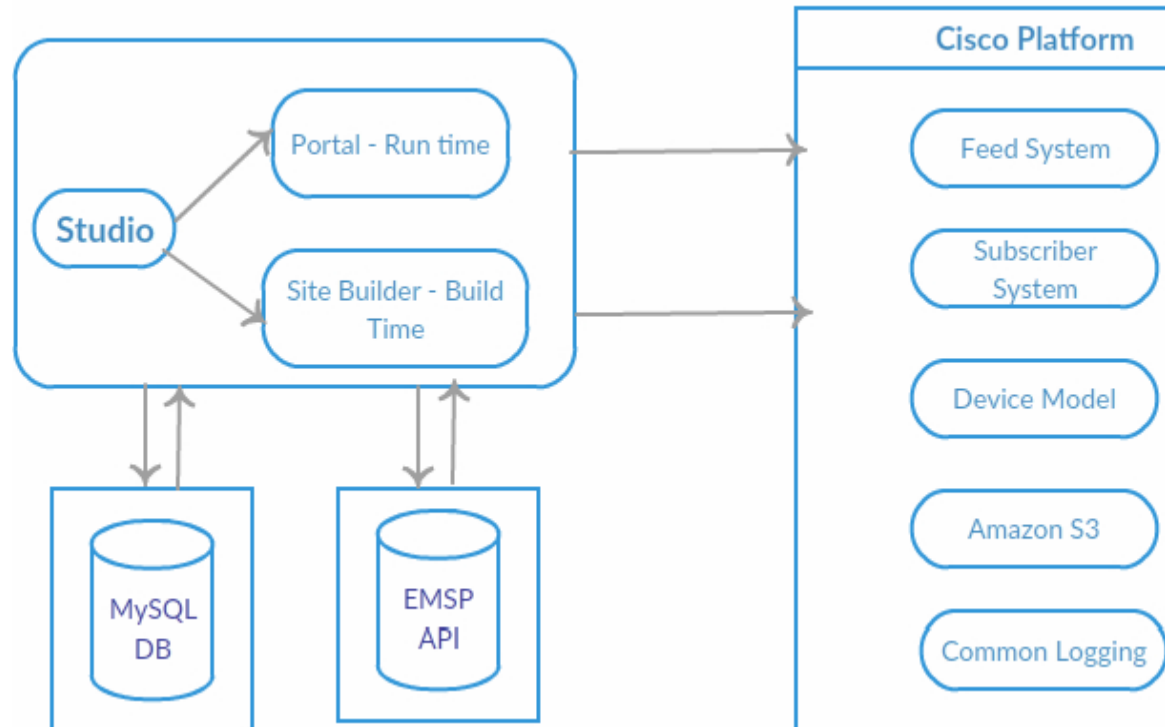 Cisco Platform
Portal - Run time
Feed System
Studio
Subscriber
System
Site Builder - Build
Time
Device Model
Amazon S3
MySQL
DB
EMSP
API
Common Logging